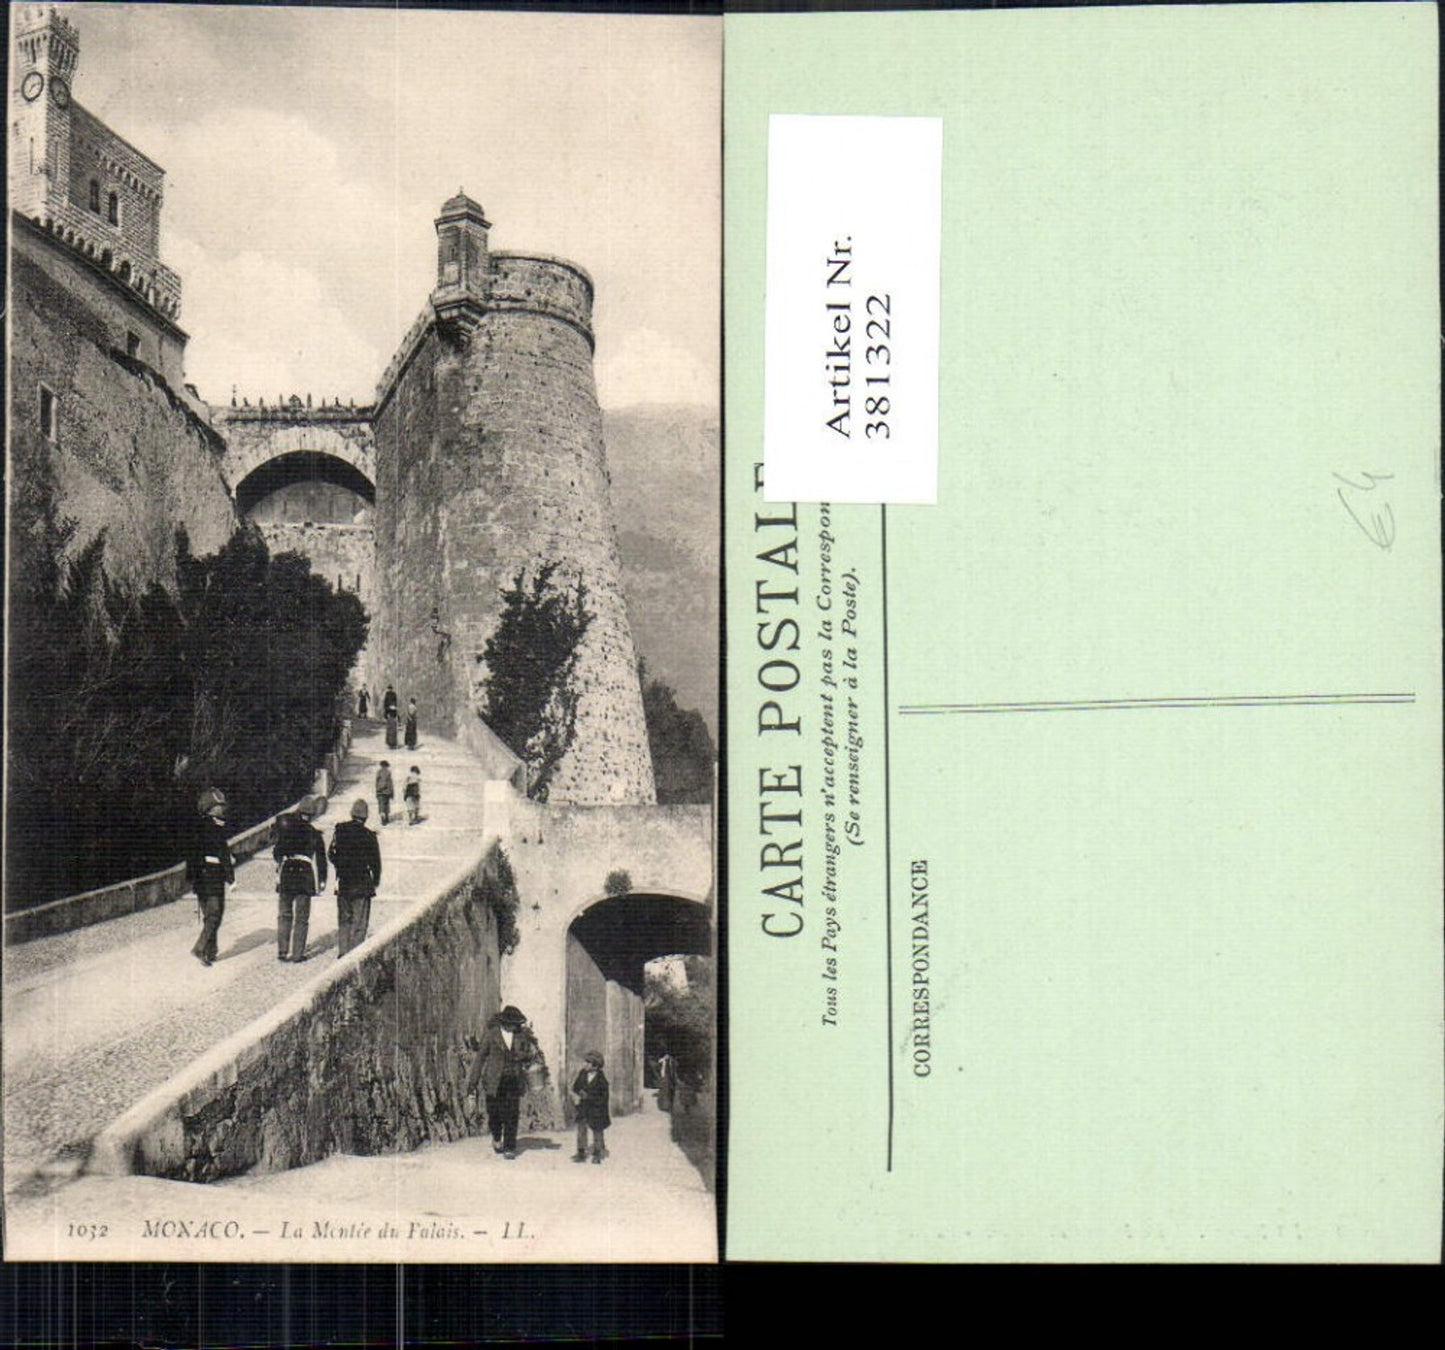 1032 MONACO. — La Montée du Palais. — LL.
Artikel Nr.
381322
CARTE POSTALE
Tous les Pays étrangers n'acceptent pas la Correspon
(Se renseigner à la Poste).
CORRESPONDANCE
€4